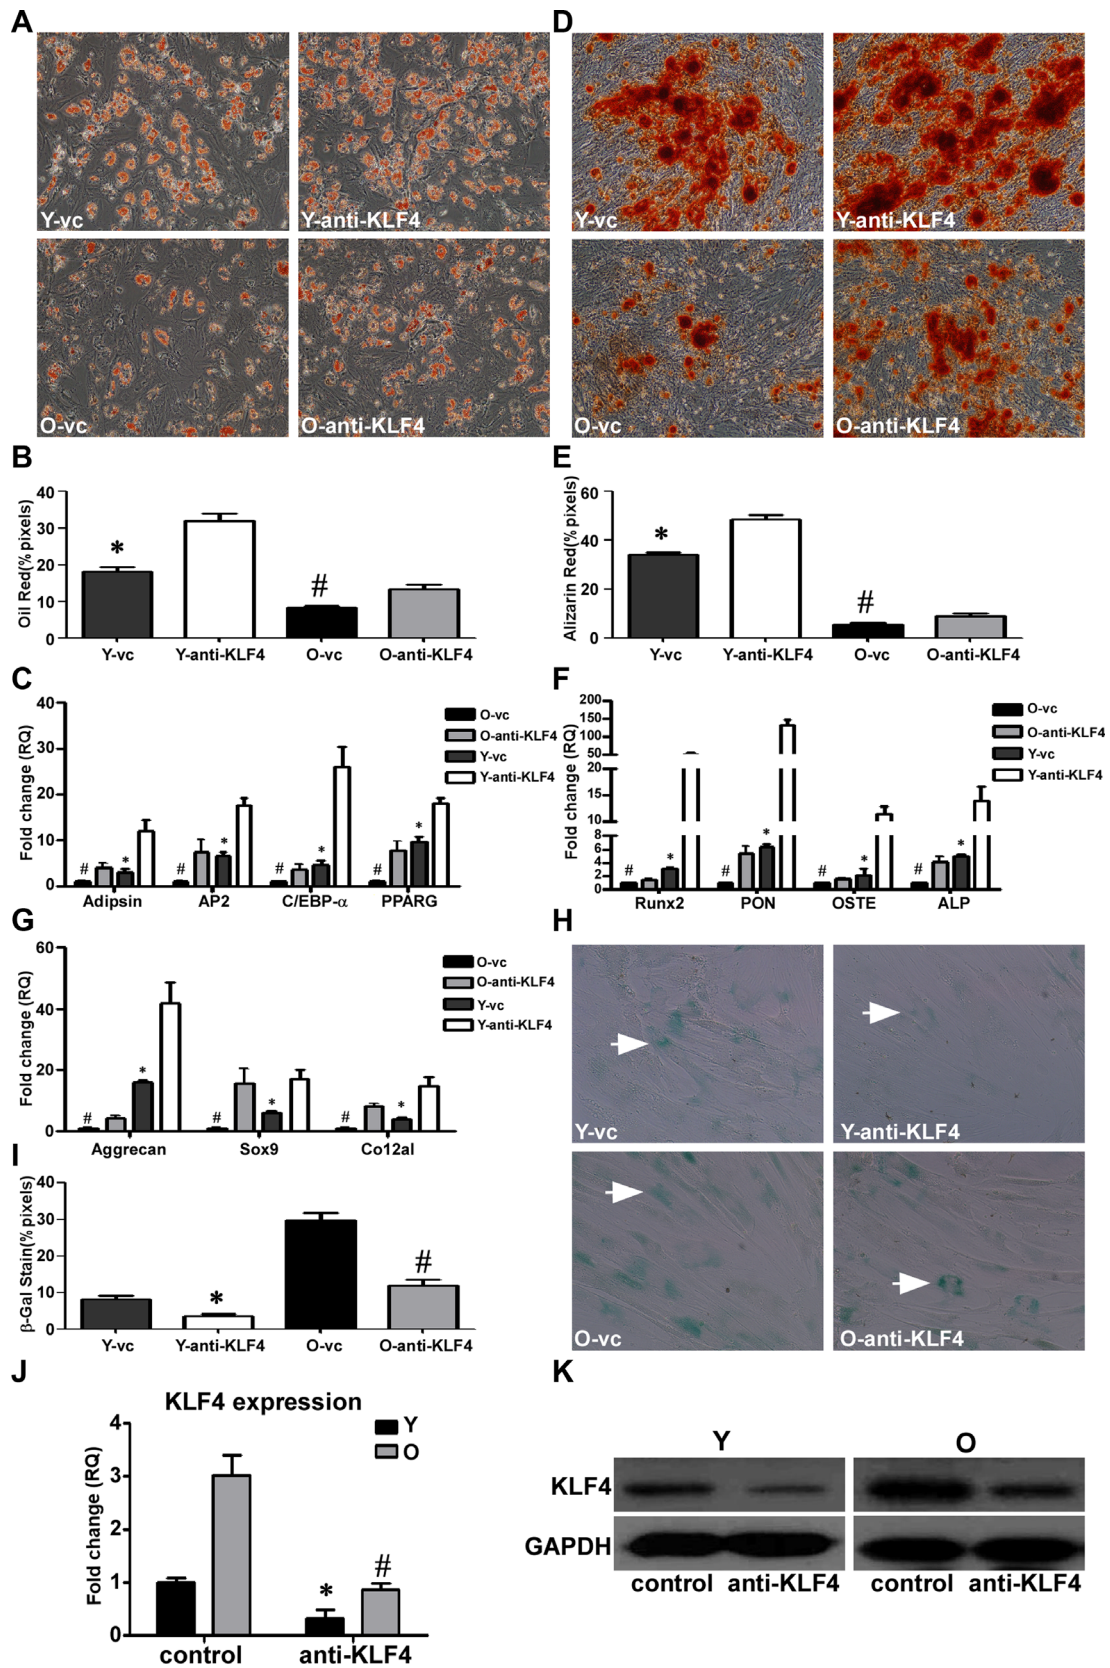 A
Y-vc
Y-anti-KLF4
O-vc
O-anti-KLF4
D
Y-vc
Y-anti-KLF4
O-vc
O-anti-KLF4
B
Oil Red(% pixels)
40
30
20
10
0
*
#
Y-vc Y-anti-KLF4 O-vc O-anti-KLF4
E
Alizarin Red(% pixels)
60
40
20
0
*
#
Y-vc Y-anti-KLF4 O-vc O-anti-KLF4
C
Fold change (RQ)
40
30
20
10
0
# * # * # * # *
Adipsin AP2 C/EBP-α PPARG
O-vc
O-anti-KLF4
Y-vc
Y-anti-KLF4
F
Fold change (RQ)
200
150
100
50
20
15
10
8
6
4
2
0
# * # * # * # *
Runx2 PON OSTE ALP
O-vc
O-anti-KLF4
Y-vc
Y-anti-KLF4
G
Fold change (RQ)
60
40
20
0
# * # * # *
Aggrecan Sox9 Co12al
O-vc
O-anti-KLF4
Y-vc
Y-anti-KLF4
H
Y-vc
Y-anti-KLF4
O-vc
O-anti-KLF4
I
β-Gal Stain(% pixels)
40
30
20
10
0
*
#
Y-vc Y-anti-KLF4 O-vc O-anti-KLF4
J
KLF4 expression
Fold change (RQ)
4
3
2
1
0
Y
O
*
#
control anti-KLF4
K
Y O
KLF4
GAPDH
control anti-KLF4 control anti-KLF4